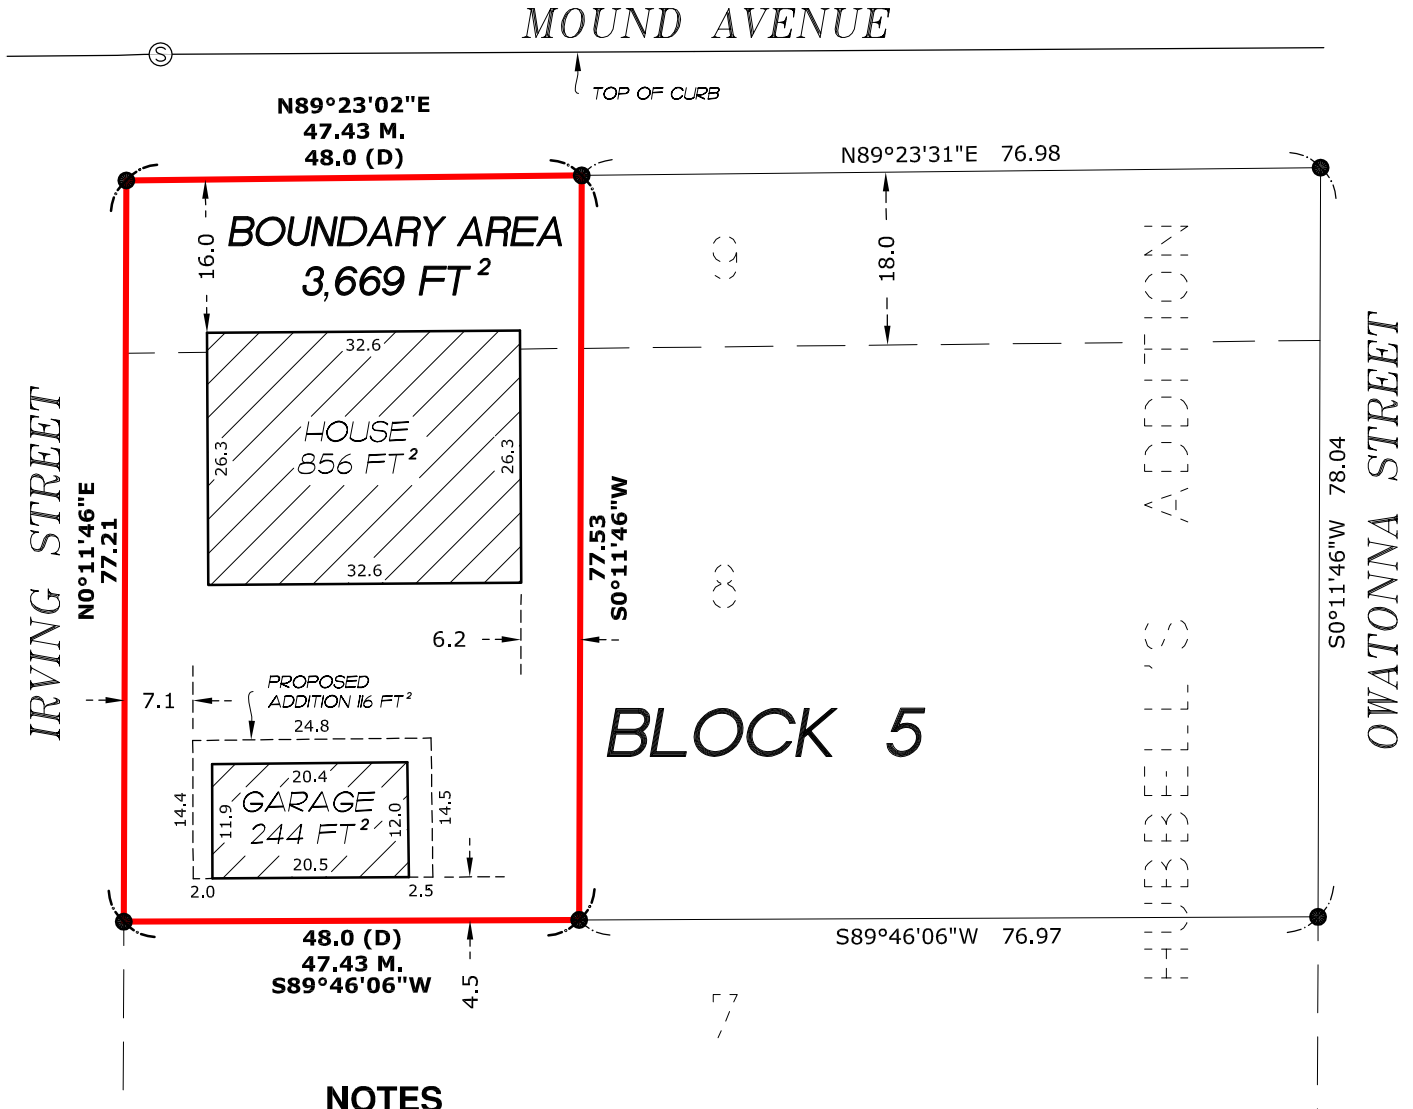 MOUND AVENUE
S
TOP OF CURB
N89°23'02"E
47.43 M.
48.0 (D)
N89°23'31"E 76.98
16.0
BOUNDARY AREA
3,669 FT²
9
18.0
32.6
HOUSE
856 FT²
26.3
26.3
32.6
IRVING STREET
N0°11'46"E
77.21
77.53
S0°11'46"W
8
HUBBELL'S ADDITION
S0°11'46"W 78.04
OWATONNA STREET
6.2
7.1
PROPOSED
ADDITION 116 FT²
24.8
BLOCK 5
20.4
GARAGE
244 FT²
14.4
11.9
12.0
14.5
20.5
2.0
2.5
48.0 (D)
47.43 M.
S89°46'06"W
4.5
S89°46'06"W 76.97
7
NOTES